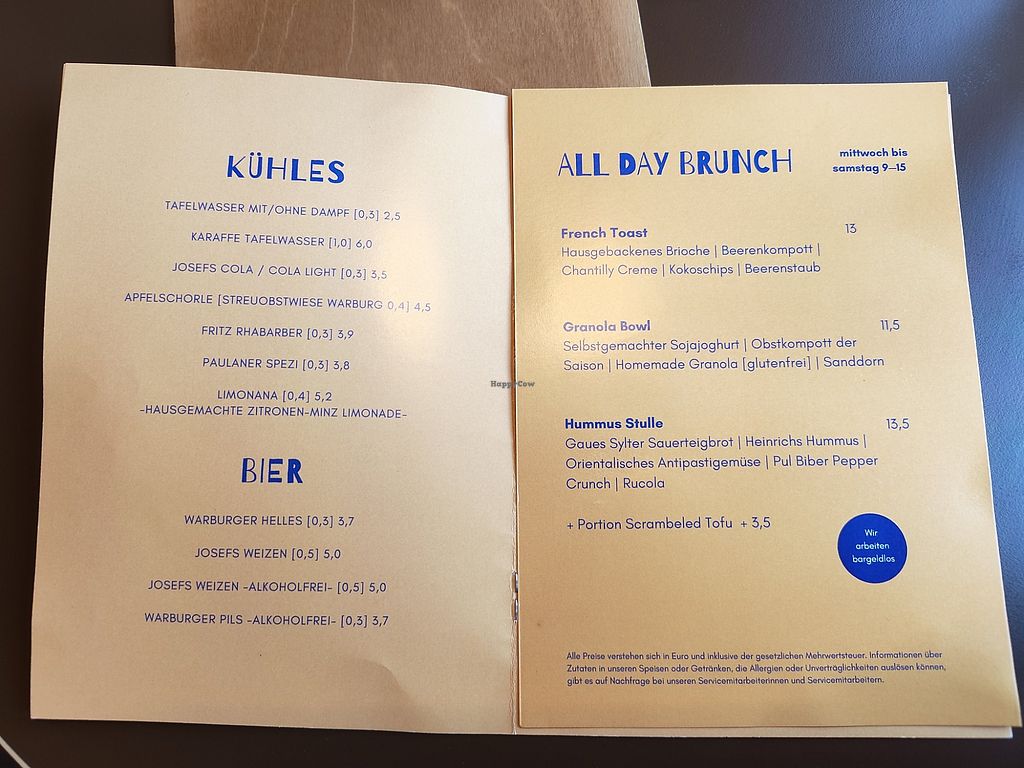 KÜHLES
TAFELWASSER MIT/OHNE DAMPF [0,3] 2,5
KARAFFE TAFELWASSER [1,0] 6,0
JOSEFS COLA / COLA LIGHT [0,3] 3,5
APFELSCHORLE [STREUOBSTWIESE WARBURG 0,4] 4,5
FRITZ RHABARBER [0,3] 3,9
PAULANER SPEZI [0,3] 3,8
LIMONANA [0,4] 5,2
-HAUSGEMACHTE ZITRONEN-MINZ LIMONADE-
BIER
WARBURGER HELLES [0,3] 3,7
JOSEFS WEIZEN [0,5] 5,0
JOSEFS WEIZEN -ALKOHOLFREI- [0,5] 5,0
WARBURGER PILS -ALKOHOLFREI- [0,3] 3,7
HappyCow
ALL DAY BRUNCH
mittwoch bis
samstag 9–15
French Toast 13
Hausgebackenes Brioche | Beerenkompott |
Chantilly Creme | Kokoschips | Beerenstaub
Granola Bowl 11,5
Selbstgemachter Sojajoghurt | Obstkompott der
Saison | Homemade Granola [glutenfrei] | Sanddorn
Hummus Stulle 13,5
Gaues Sylter Sauerteigbrot | Heinrichs Hummus |
Orientalisches Antipastigemüse | Pul Biber Pepper
Crunch | Rucola
+ Portion Scrambeled Tofu + 3,5
Wir
arbeiten
bargeldlos
Alle Preise verstehen sich in Euro und inklusive der gesetzlichen Mehrwertsteuer. Informationen über
Zutaten in unseren Speisen oder Getränken, die Allergien oder Unverträglichkeiten auslösen können,
gibt es auf Nachfrage bei unseren Servicemitarbeiterinnen und Servicemitarbeitern.